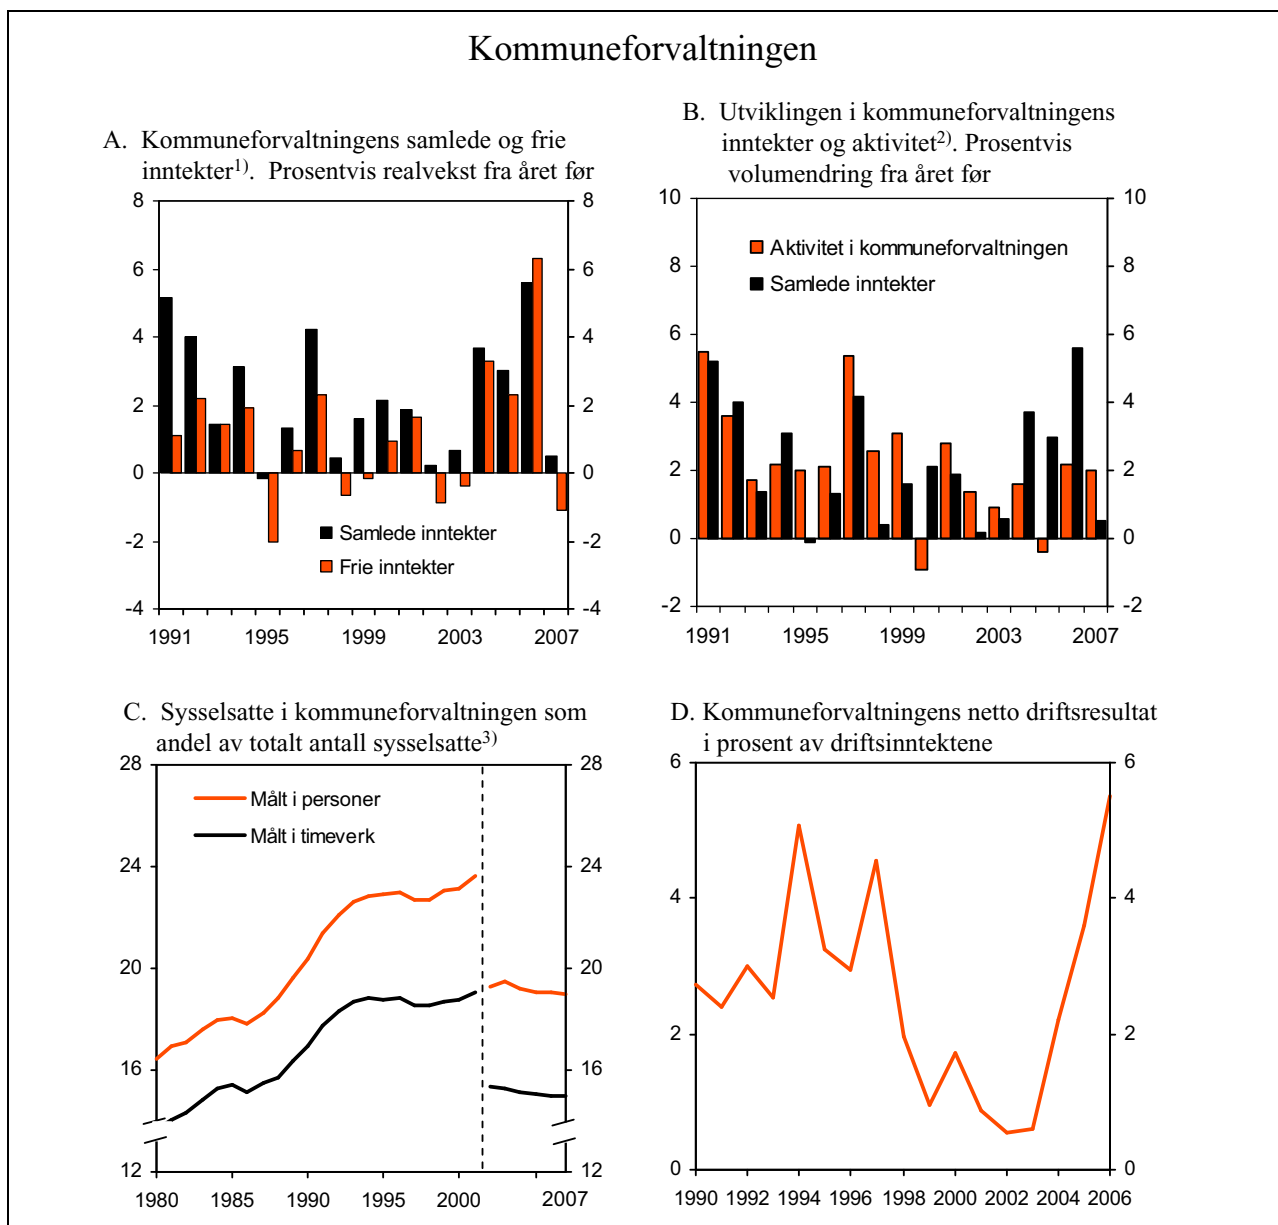 Kommuneforvaltningen
A. Kommuneforvaltningens samlede og frie
inntekter1). Prosentvis realvekst fra året før
8 8
6 6
4 4
2 2
0 0
-2 -2
-4 -4
Samlede inntekter
Frie inntekter
1991 1995 1999 2003 2007
B. Utviklingen i kommuneforvaltningens
inntekter og aktivitet2). Prosentvis
volumendring fra året før
10 10
8 8
6 6
4 4
2 2
0 0
-2 -2
Aktivitet i kommuneforvaltningen
Samlede inntekter
1991 1995 1999 2003 2007
C. Sysselsatte i kommuneforvaltningen som
andel av totalt antall sysselsatte3)
28 28
24 24
20 20
16 16
12 12
Målt i personer
Målt i timeverk
1980 1985 1990 1995 2000 2007
D. Kommuneforvaltningens netto driftsresultat
i prosent av driftsinntektene
6 6
4 4
2 2
0 0
1990 1992 1994 1996 1998 2000 2002 2004 2006